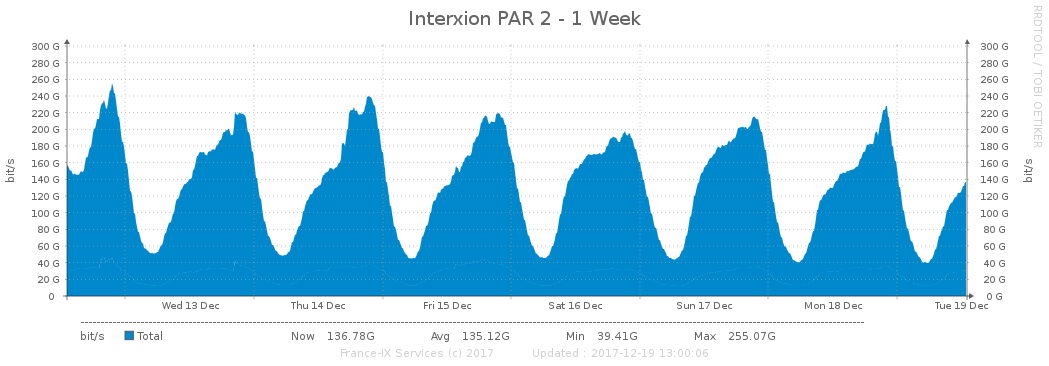 Interxion PAR 2 - 1 Week
RRDTOOL / TOBI OETIKER
bit/s
300 G 300 G
280 G 280 G
260 G 260 G
240 G 240 G
220 G 220 G
200 G 200 G
180 G 180 G
160 G 160 G
140 G 140 G
120 G 120 G
100 G 100 G
80 G 80 G
60 G 60 G
40 G 40 G
20 G 20 G
0 0 G
bit/s
Wed 13 Dec Thu 14 Dec Fri 15 Dec Sat 16 Dec Sun 17 Dec Mon 18 Dec Tue 19 Dec
bit/s Total Now 136.78G Avg 135.12G Min 39.41G Max 255.07G
France-IX Services (c) 2017 Updated : 2017-12-19 13:00:06